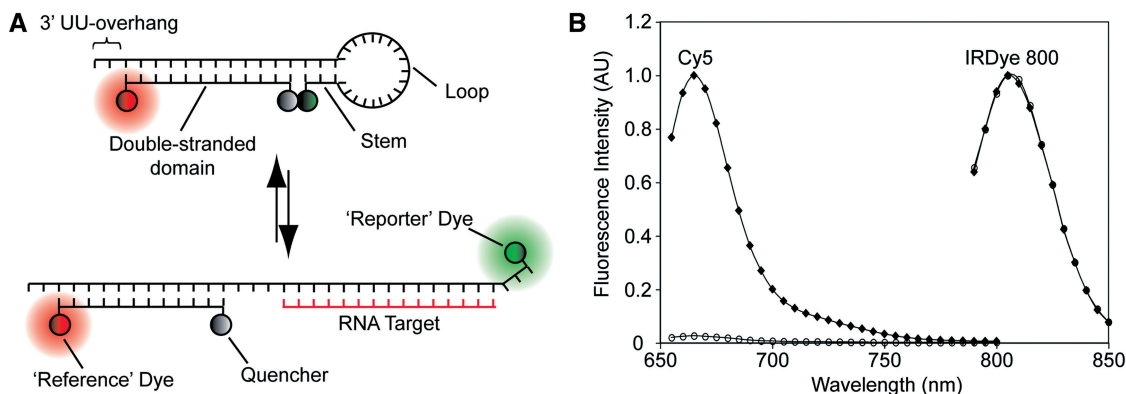 A
3' UU-overhang
Loop
Double-stranded
domain
Stem
'Reporter' Dye
RNA Target
'Reference' Dye
Quencher
B
Fluorescence Intensity (AU)
1.2
1.0
0.8
0.6
0.4
0.2
0
Cy5
IRDye 800
650
700
750
800
850
Wavelength (nm)